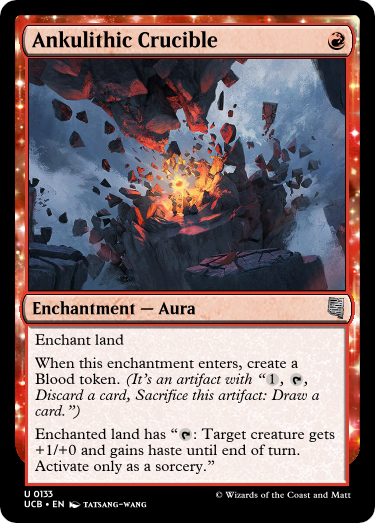 Ankulithic Crucible
Enchantment — Aura
Enchant land
When this enchantment enters, create a
Blood token. (It's an artifact with “1, ,
Discard a card, Sacrifice this artifact: Draw a
card.”)
Enchanted land has “: Target creature gets
+1/+0 and gains haste until end of turn.
Activate only as a sorcery.”
U 0133
UCB • EN TATSANG-WANG
© Wizards of the Coast and Matt